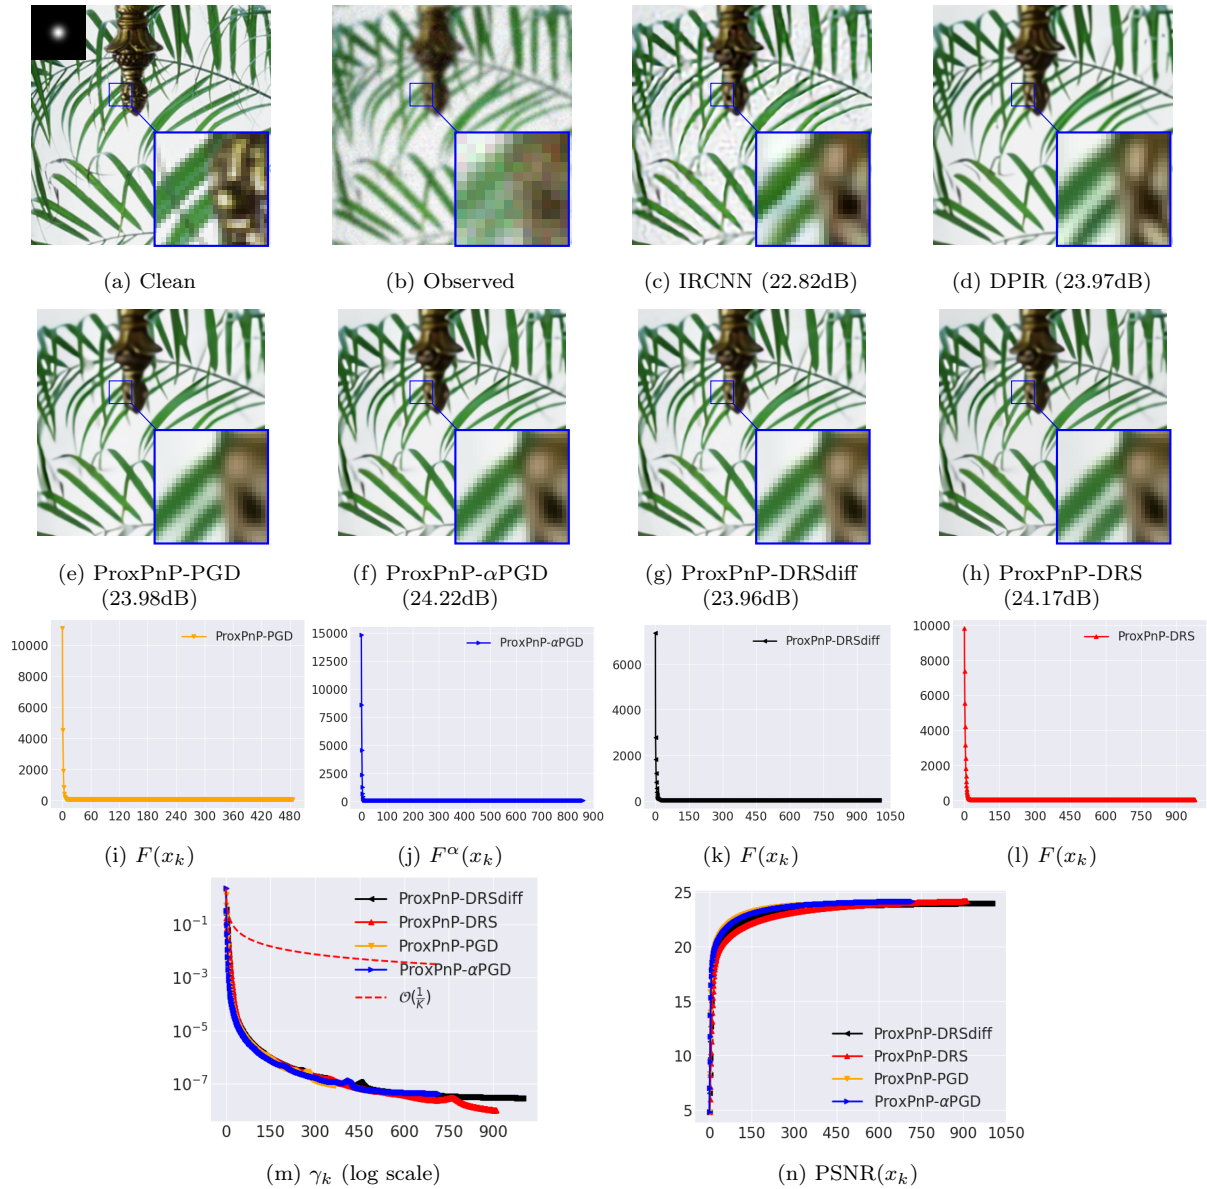 (a) Clean
(b) Observed
(c) IRCNN (22.82dB)
(d) DPIR (23.97dB)
(e) ProxPnP-PGD
(23.98dB)
(f) ProxPnP-αPGD
(24.22dB)
(g) ProxPnP-DRSdiff
(23.96dB)
(h) ProxPnP-DRS
(24.17dB)
ProxPnP-PGD
10000
8000
6000
4000
2000
0
0 60 120 180 240 300 360 420 480
ProxPnP-αPGD
15000
12500
10000
7500
5000
2500
0
0 100 200 300 400 500 600 700 800 900
ProxPnP-DRSdiff
6000
4000
2000
0
0 150 300 450 600 750 900 1050
ProxPnP-DRS
10000
8000
6000
4000
2000
0
0 150 300 450 600 750 900
(i) F(x_k)
(j) F^α(x_k)
(k) F(x_k)
(l) F(x_k)
ProxPnP-DRSdiff
ProxPnP-DRS
ProxPnP-PGD
ProxPnP-αPGD
𝒪(1/K)
10^−1
10^−3
10^−5
10^−7
0 150 300 450 600 750 900
25
20
15
10
5
ProxPnP-DRSdiff
ProxPnP-DRS
ProxPnP-PGD
ProxPnP-αPGD
0 150 300 450 600 750 900 1050
(m) γ_k (log scale)
(n) PSNR(x_k)